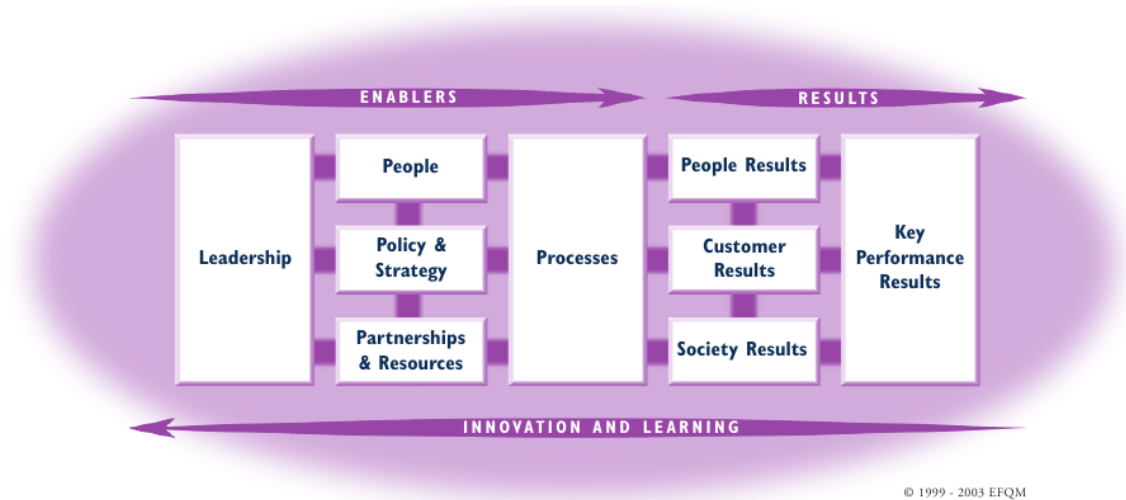 ENABLERS
RESULTS
Leadership
People
Policy &
Strategy
Partnerships
& Resources
Processes
People Results
Customer
Results
Society Results
Key
Performance
Results
INNOVATION AND LEARNING
© 1999 - 2003 EFQM